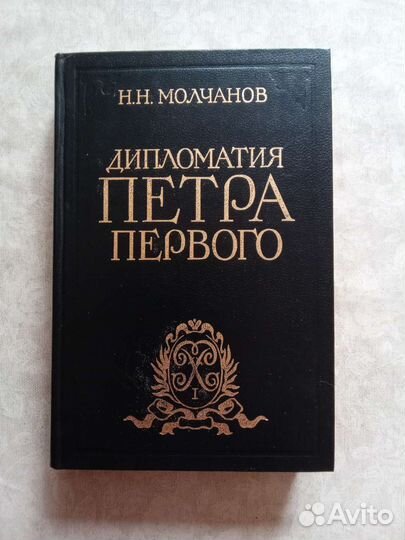 Н.Н. МОЛЧАНОВ
ДИПЛОМАТИЯ
ПЕТРА
ПЕРВОГО
I
Avito